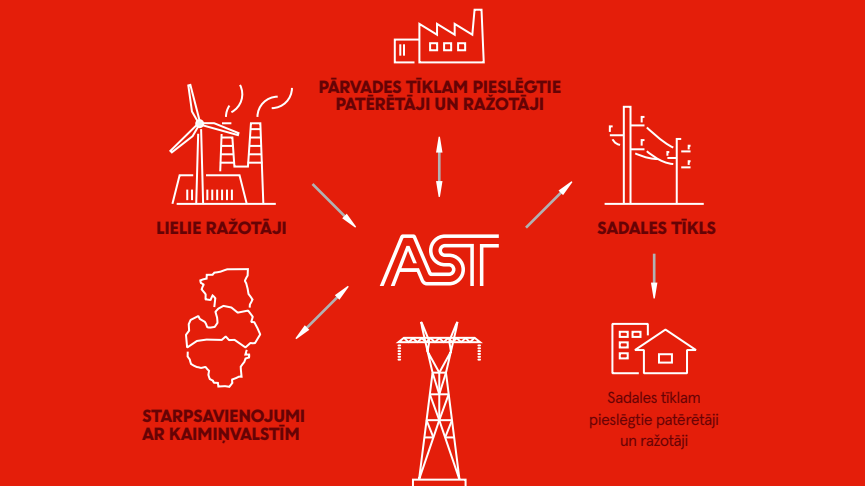 PĀRVADES TĪKLAM PIESLĒGTIE
PATĒRĒTĀJI UN RAŽOTĀJI
LIELIE RAŽOTĀJI
SADALES TĪKLS
AST
STARPSAVIENOJUMI
AR KAIMIŅVALSTĪM
Sadales tīklam
pieslēgtie patērētāji
un ražotāji